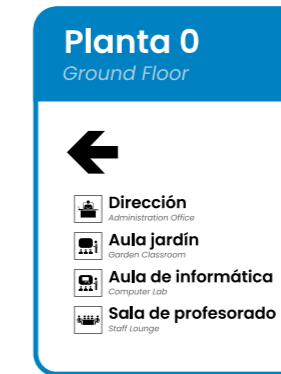 Planta 0
Ground Floor
Dirección
Administration Office
Aula jardín
Garden Classroom
Aula de informática
Computer Lab
Sala de profesorado
Staff Lounge